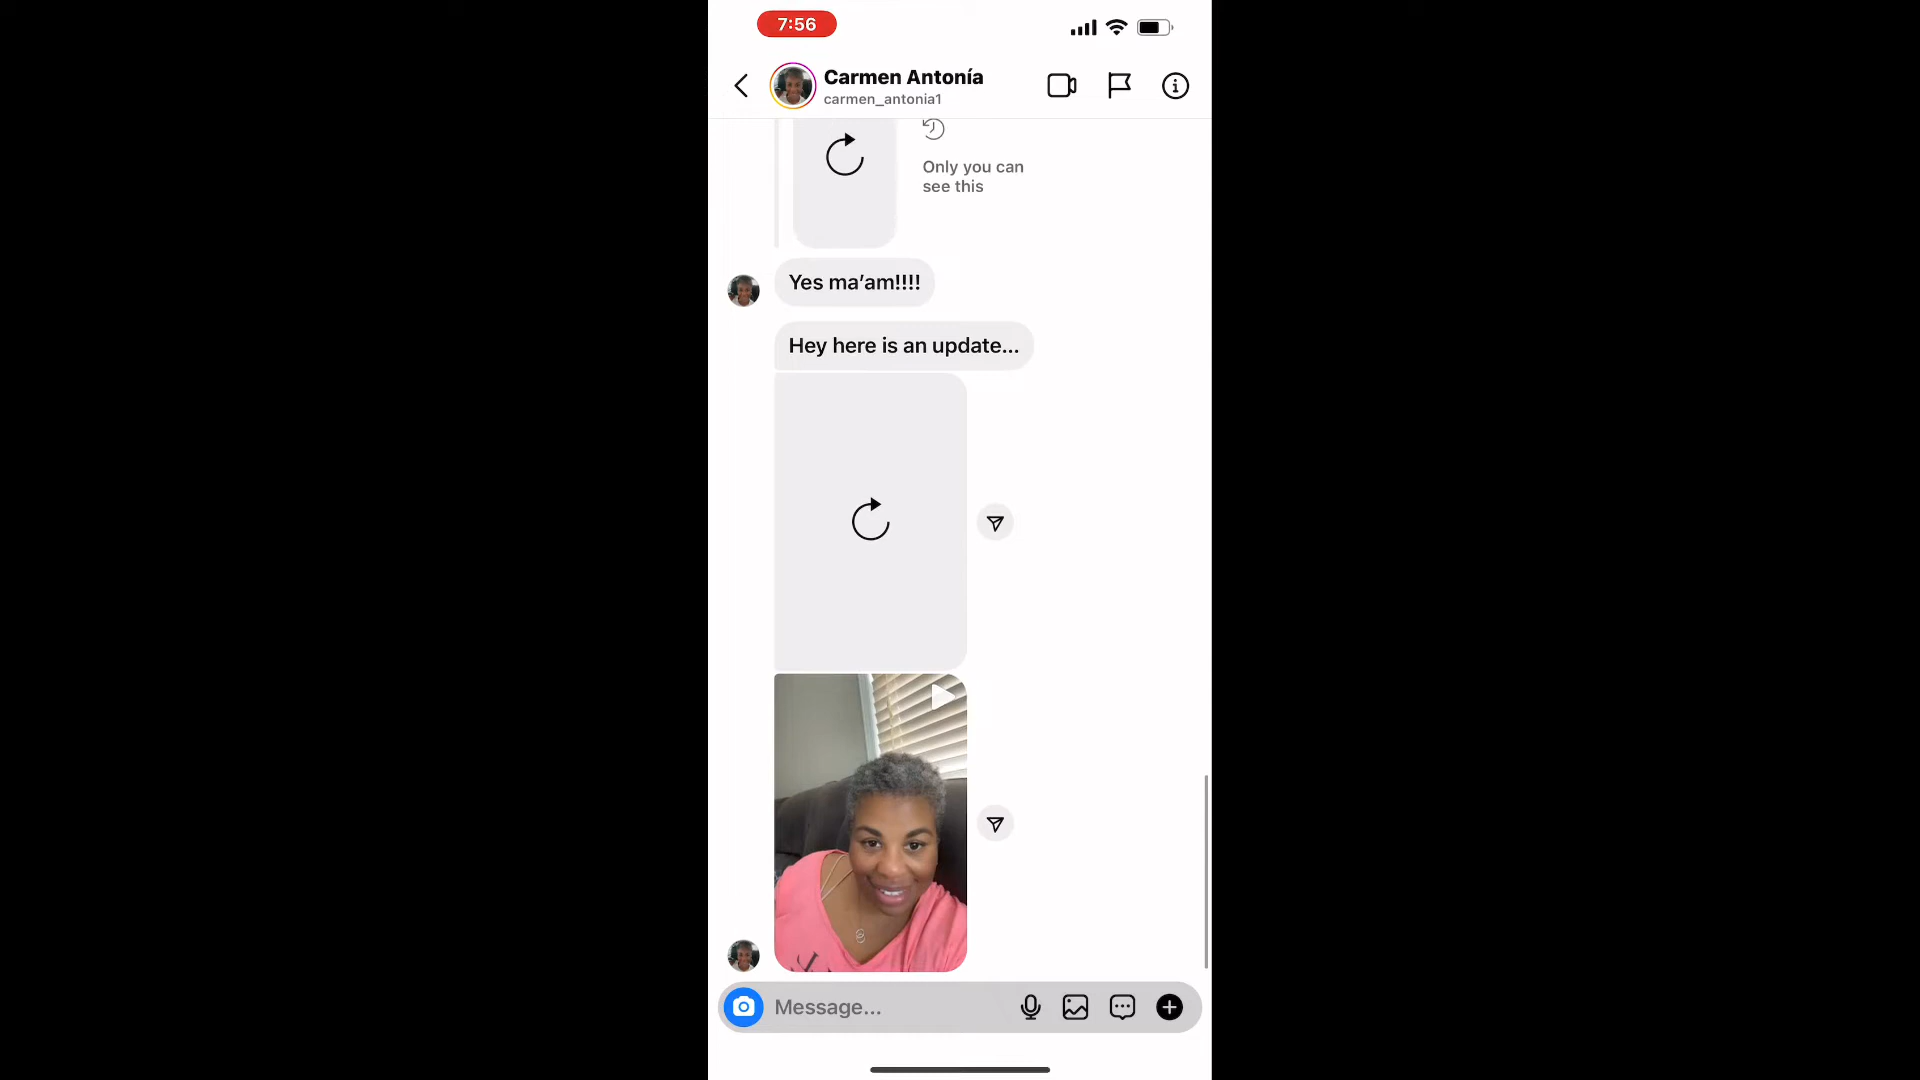 7:56
Carmen Antonía
carmen_antonia1
Only you can
see this
Yes ma’am!!!!
Hey here is an update...
Message...